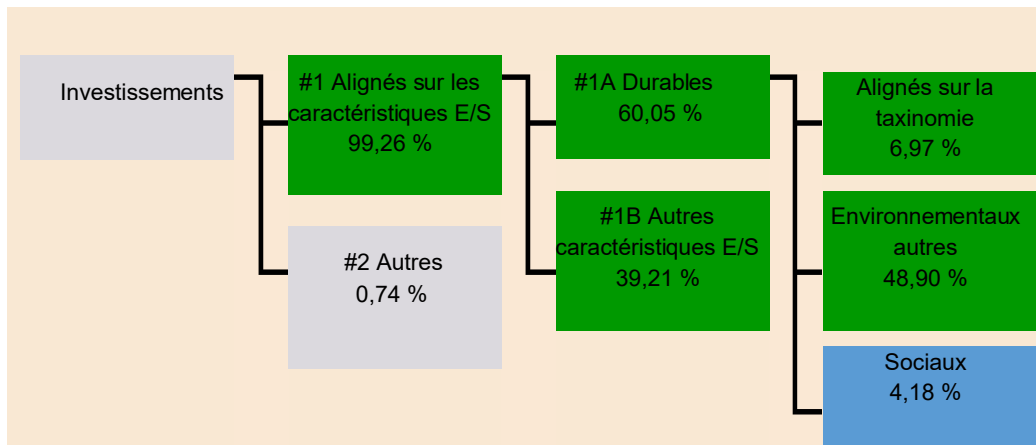 Investissements
#1 Alignés sur les
caractéristiques E/S
99,26 %
#2 Autres
0,74 %
#1A Durables
60,05 %
#1B Autres
caractéristiques E/S
39,21 %
Alignés sur la
taxinomie
6,97 %
Environnementaux
autres
48,90 %
Sociaux
4,18 %